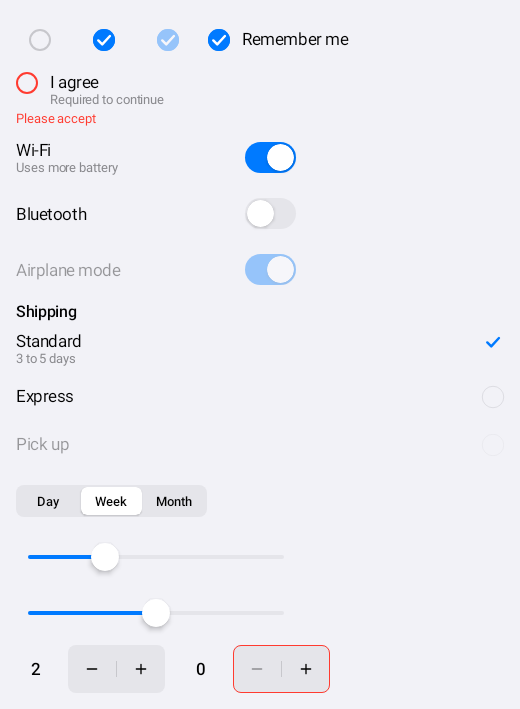 Remember me
I agree
Required to continue
Please accept
Wi-Fi
Uses more battery
Bluetooth
Airplane mode
Shipping
Standard
3 to 5 days
Express
Pick up
Day Week Month
2 0